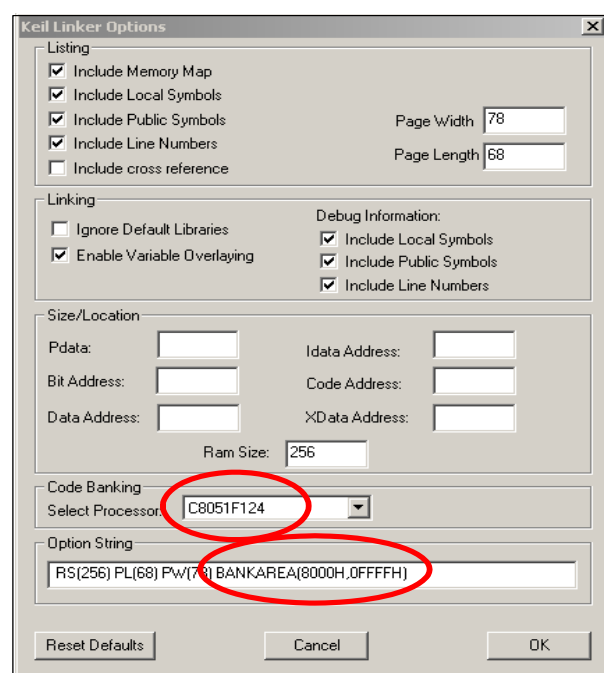 Keil Linker Options
Listing
Include Memory Map
Include Local Symbols
Include Public Symbols
Include Line Numbers
Include cross reference
Page Width 78
Page Length 68
Linking
Ignore Default Libraries
Enable Variable Overlaying
Debug Information:
Include Local Symbols
Include Public Symbols
Include Line Numbers
Size/Location
Pdata:
Bit Address:
Data Address:
Idata Address:
Code Address:
XData Address:
Ram Size: 256
Code Banking
Select Processor: C8051F124
Option String
RS(256) PL(68) PW(78) BANKAREA(8000H,0FFFFH)
Reset Defaults Cancel OK